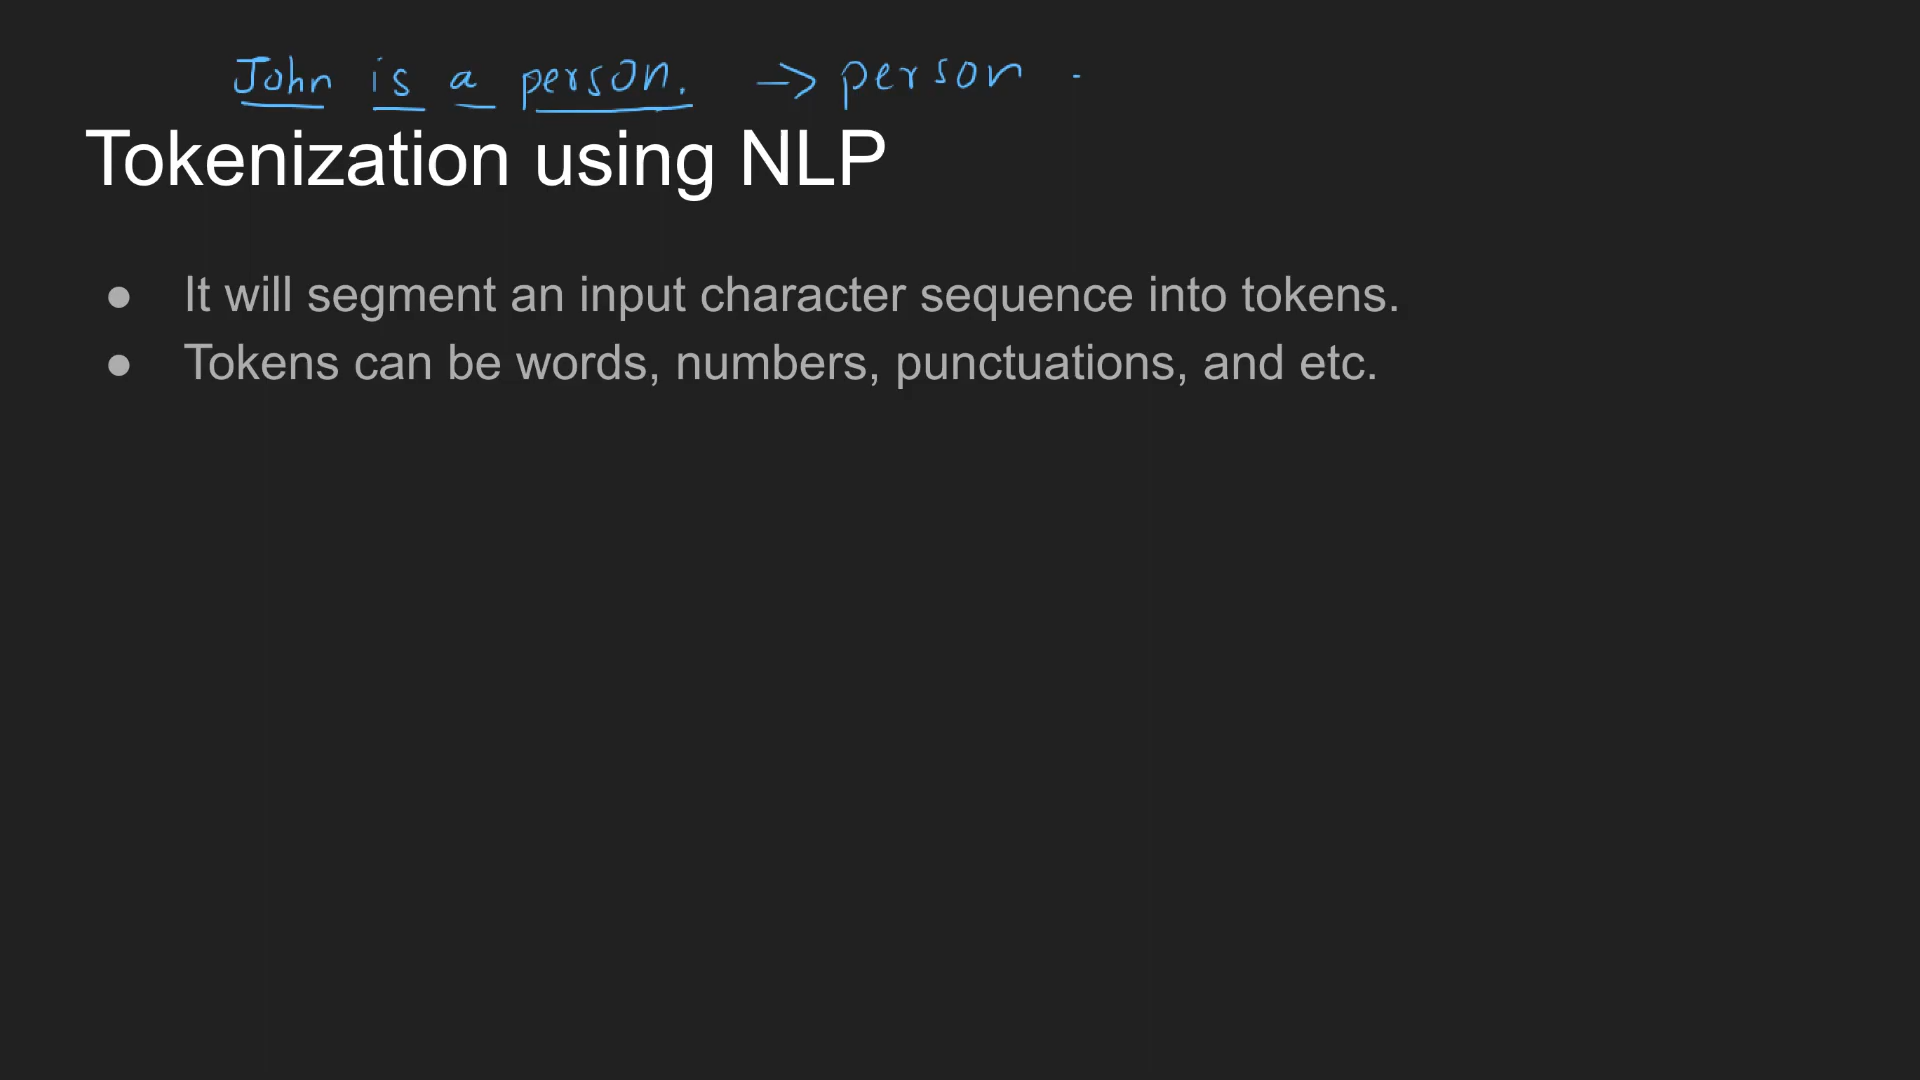 John is a person. → person .
Tokenization using NLP
● It will segment an input character sequence into tokens.
● Tokens can be words, numbers, punctuations, and etc.